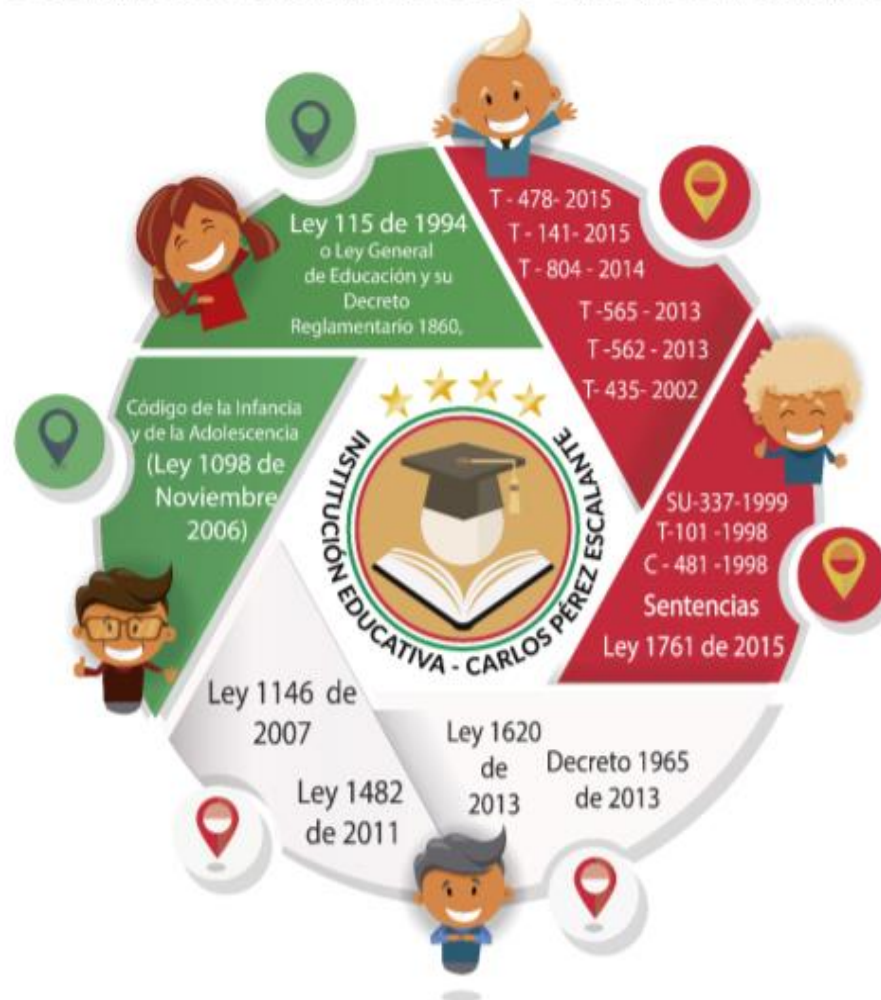 Ley 115 de 1994
o Ley General
de Educación y su
Decreto
Reglamentario 1860,
T - 478- 2015
T - 141- 2015
T - 804 - 2014
T -565 - 2013
T -562 - 2013
T- 435- 2002
SU-337-1999
T-101 -1998
C - 481 -1998
Sentencias
Ley 1761 de 2015
Ley 1620
de
2013
Decreto 1965
de 2013
Ley 1146 de
2007
Ley 1482
de 2011
Código de la Infancia
y de la Adolescencia
(Ley 1098 de
Noviembre
2006)
INSTITUCIÓN EDUCATIVA - CARLOS PÉREZ ESCALANTE